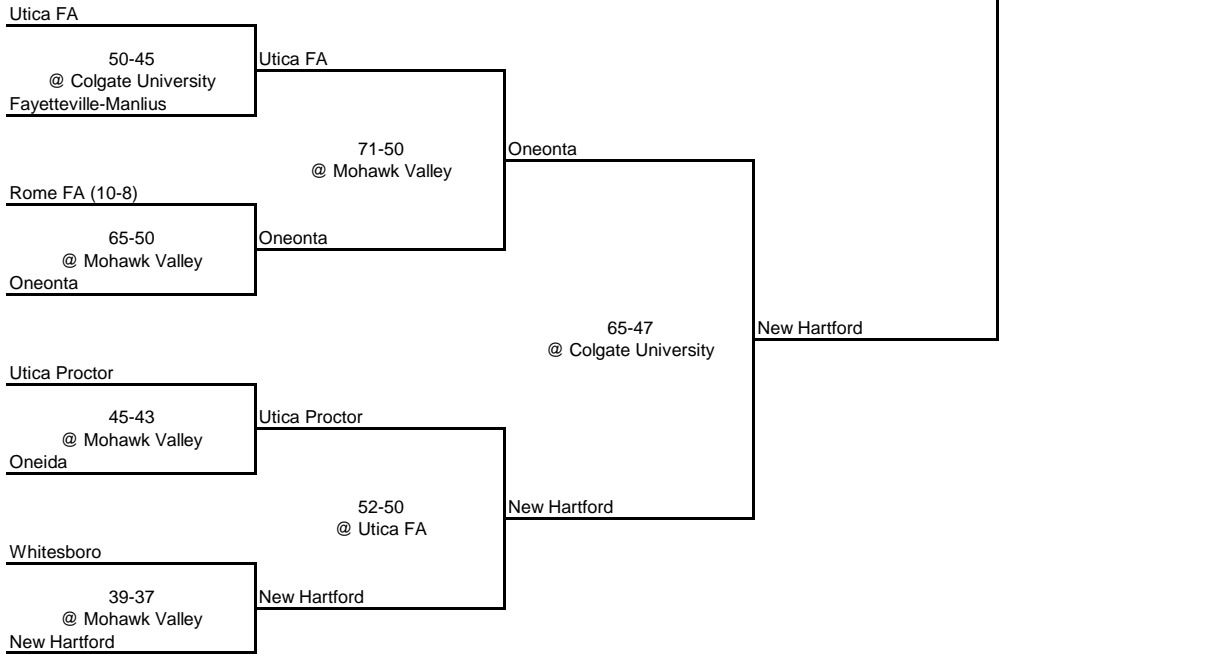 Utica FA
50-45
@ Colgate University
Fayetteville-Manlius
Utica FA
71-50
@ Mohawk Valley
Oneonta
Rome FA (10-8)
65-50
@ Mohawk Valley
Oneonta
Oneonta
65-47
@ Colgate University
New Hartford
Utica Proctor
45-43
@ Mohawk Valley
Oneida
Utica Proctor
52-50
@ Utica FA
New Hartford
Whitesboro
39-37
@ Mohawk Valley
New Hartford
New Hartford